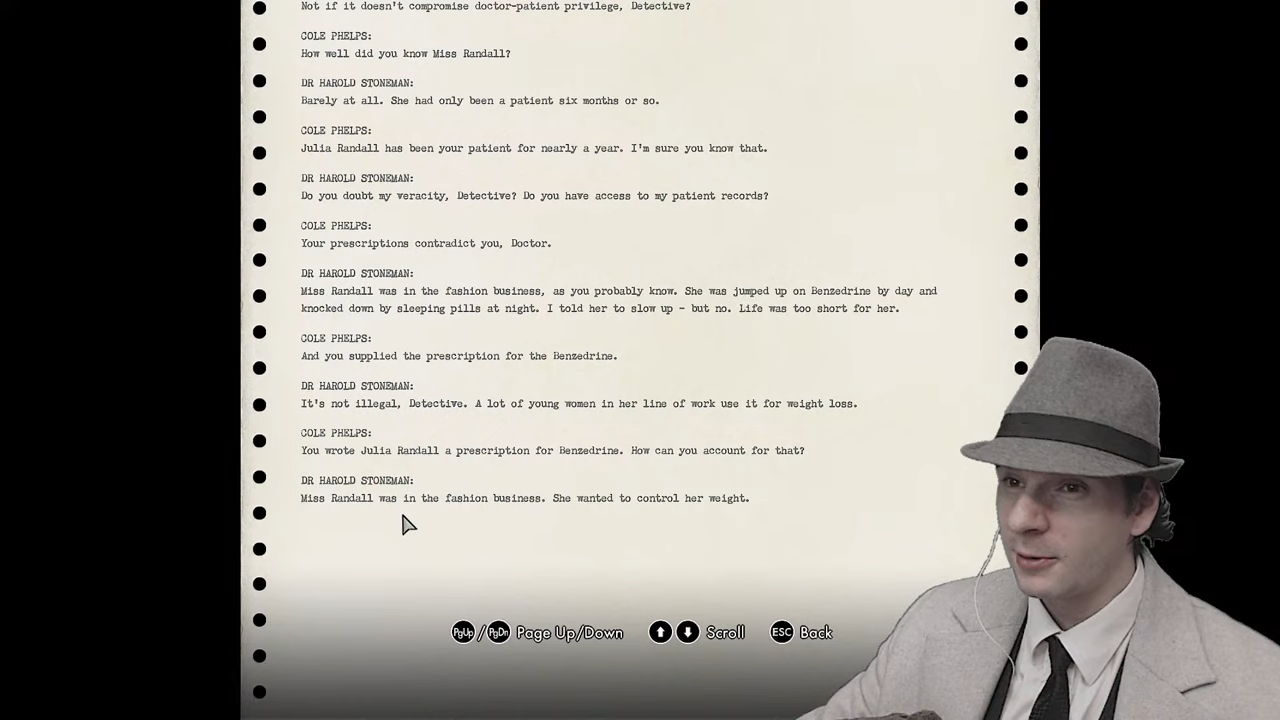 Not if it doesn't compromise doctor-patient privilege, Detective?
COLE PHELPS:
How well did you know Miss Randall?
DR HAROLD STONEMAN:
Barely at all. She had only been a patient six months or so.
COLE PHELPS:
Julia Randall has been your patient for nearly a year. I'm sure you know that.
DR HAROLD STONEMAN:
Do you doubt my veracity, Detective? Do you have access to my patient records?
COLE PHELPS:
Your prescriptions contradict you, Doctor.
DR HAROLD STONEMAN:
Miss Randall was in the fashion business, as you probably know. She was jumped up on Benzedrine by day and
knocked down by sleeping pills at night. I told her to slow up - but no. Life was too short for her.
COLE PHELPS:
And you supplied the prescription for the Benzedrine.
DR HAROLD STONEMAN:
It's not illegal, Detective. A lot of young women in her line of work use it for weight loss.
COLE PHELPS:
You wrote Julia Randall a prescription for Benzedrine. How can you account for that?
DR HAROLD STONEMAN:
Miss Randall was in the fashion business. She wanted to control her weight.
PgUp / PgDn Page Up/Down Scroll ESC Back